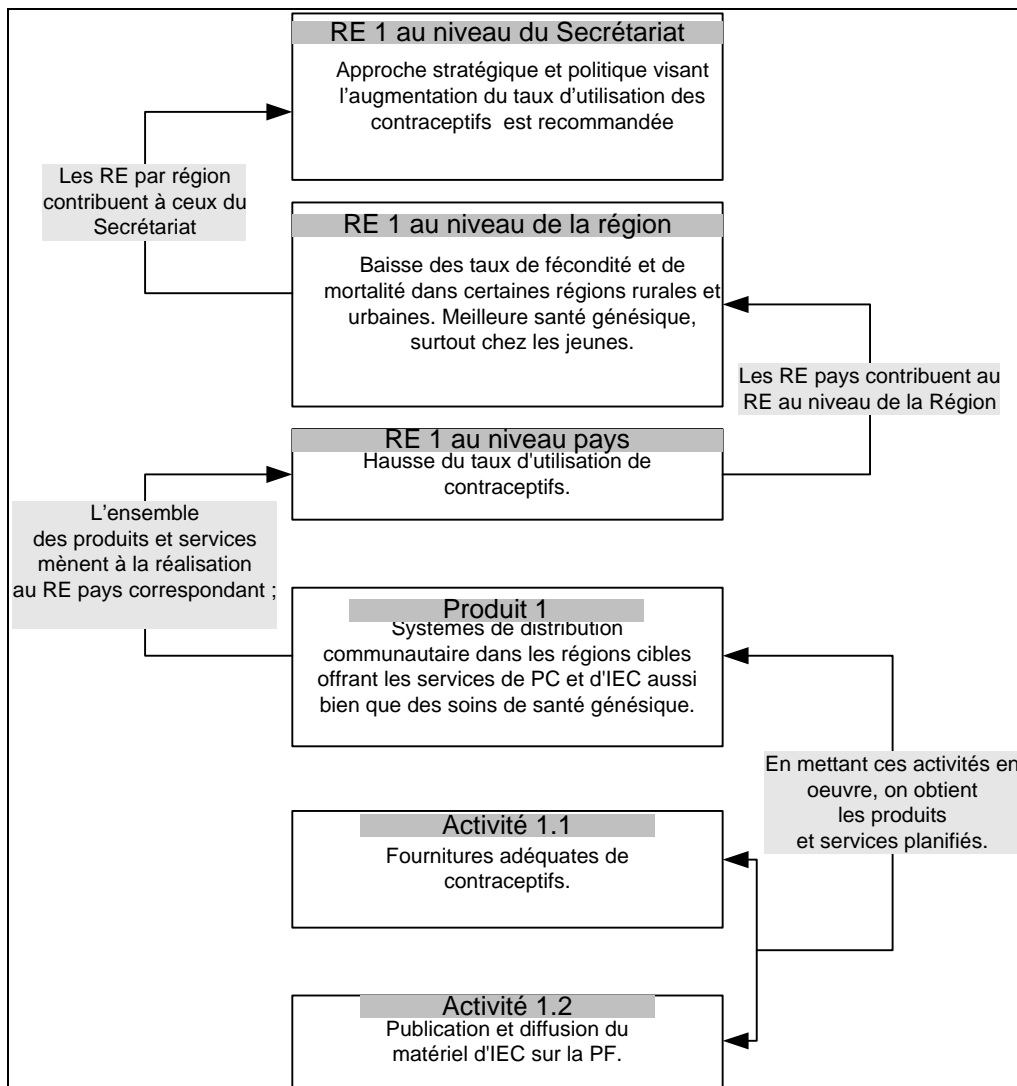 RE 1 au niveau du Secrétariat
Approche stratégique et politique visant
l’augmentation du taux d’utilisation des
contraceptifs est recommandée
Les RE par région
contribuent à ceux du
Secrétariat
RE 1 au niveau de la région
Baisse des taux de fécondité et de
mortalité dans certaines régions rurales et
urbaines. Meilleure santé génésique,
surtout chez les jeunes.
Les RE pays contribuent au
RE au niveau de la Région
RE 1 au niveau pays
Hausse du taux d'utilisation de
contraceptifs.
L’ensemble
des produits et services
mènent à la réalisation
au RE pays correspondant ;
Produit 1
Systèmes de distribution
communautaire dans les régions cibles
offrant les services de PC et d'IEC aussi
bien que des soins de santé génésique.
En mettant ces activités en
oeuvre, on obtient
les produits
et services planifiés.
Activité 1.1
Fournitures adéquates de
contraceptifs.
Activité 1.2
Publication et diffusion du
matériel d'IEC sur la PF.